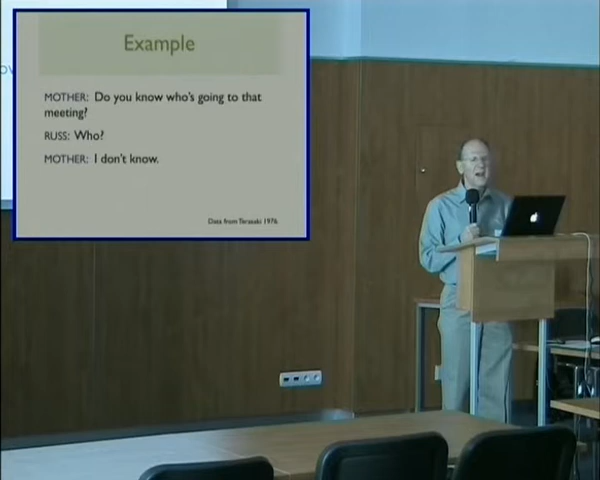 Example
MOTHER: Do you know who's going to that
meeting?
RUSS: Who?
MOTHER: I don't know.
Data from Terasaki 1976